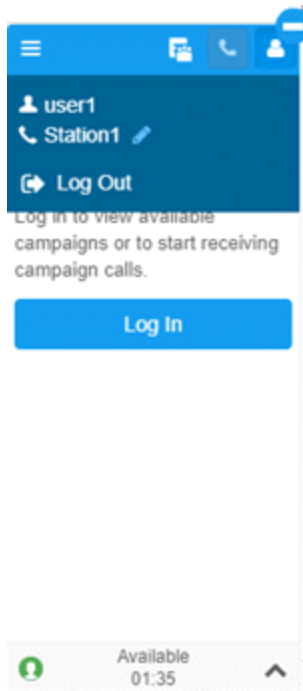 user1
Station1
Log Out
Log in to view available
campaigns or to start receiving
campaign calls.
Log In
Available
01:35